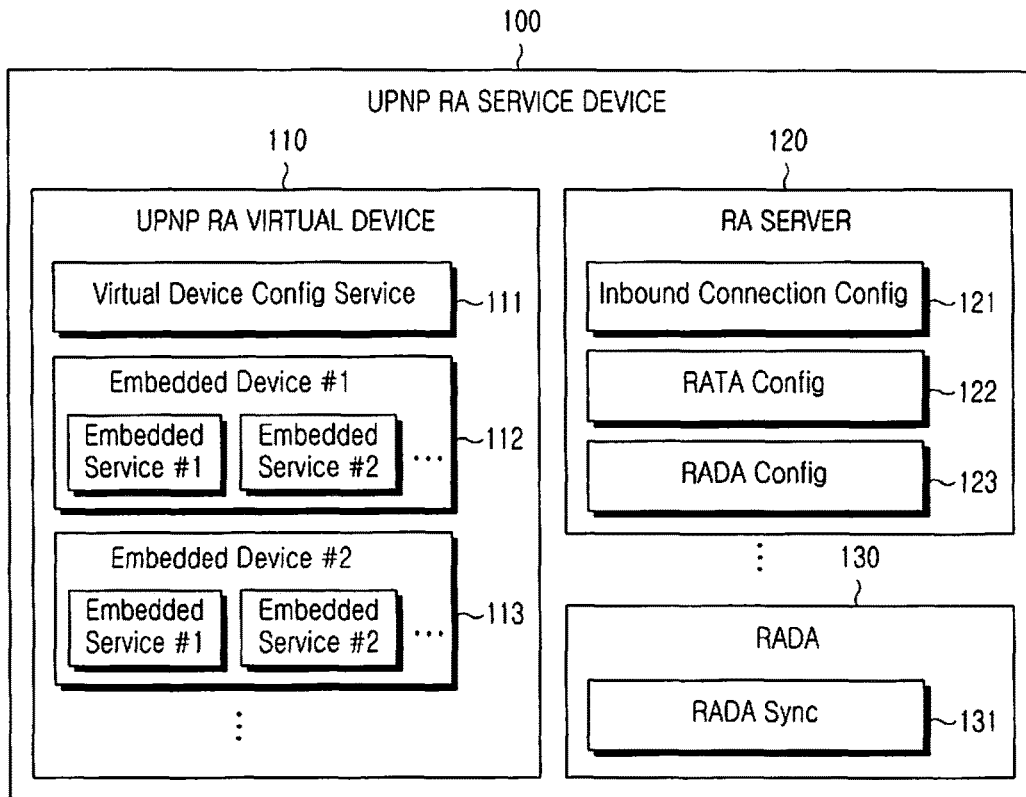 100
UPNP RA SERVICE DEVICE
110
UPNP RA VIRTUAL DEVICE
Virtual Device Config Service
111
Embedded Device #1
Embedded
Service #1
Embedded
Service #2
...
112
Embedded Device #2
Embedded
Service #1
Embedded
Service #2
...
113
120
RA SERVER
Inbound Connection Config
121
RATA Config
122
RADA Config
123
130
RADA
RADA Sync
131